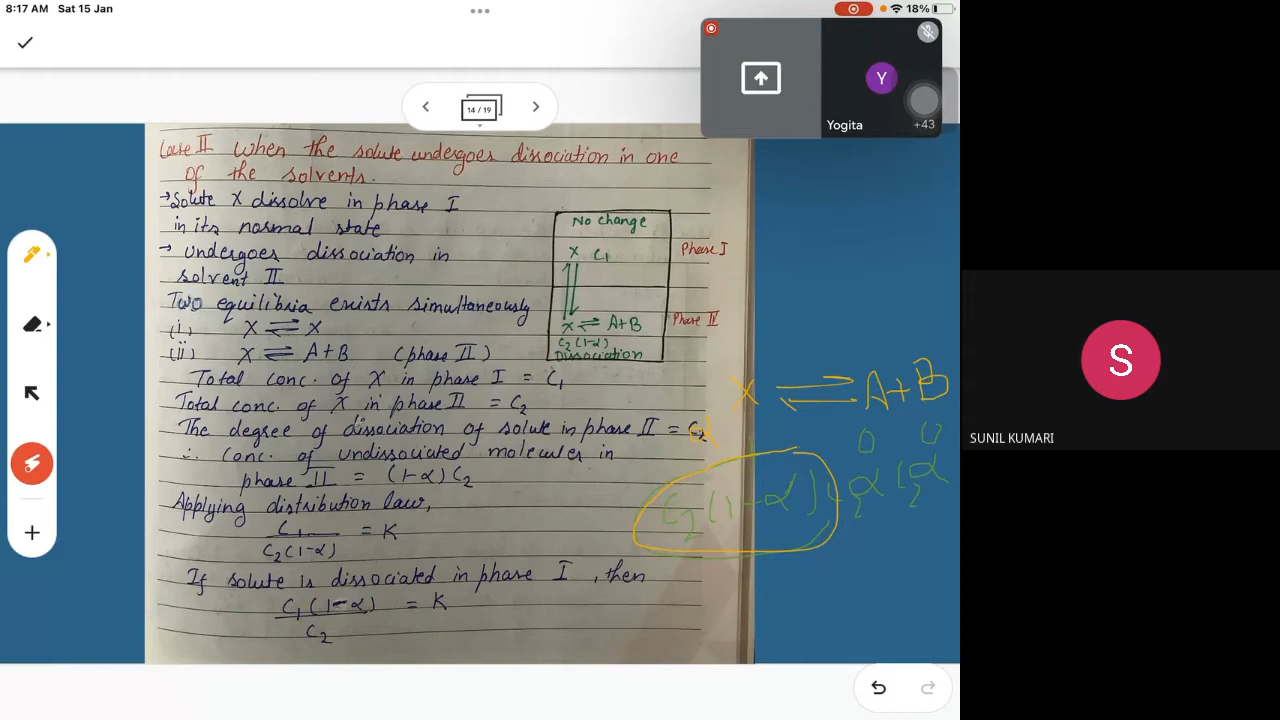 8:17 AM Sat 15 Jan
18%
14 / 19
Y
Yogita
+43
Case II When the solute undergoes dissociation in one
of the solvents.
→ Solute X dissolve in phase I
in its normal state
→ undergoes dissociation in
solvent II
Two equilibria exists simultaneously
(i) X ⇌ X
(ii) X ⇌ A+B (phase II)
Total conc. of X in phase I = C₁
Total conc. of X in phase II = C₂
The degree of dissociation of solute in phase II = α
∴ conc. of undissociated molecules in
phase II = (1-α) C₂
Applying distribution law,
C₁ / C₂(1-α) = K
If solute is dissociated in phase I, then
C₁(1-α) / C₂ = K
No change
X C₁
Phase I
X ⇌ A+B
Phase II
C₂(1-α)
Dissociation
X ⇌ A+B
0 0
C₂(1-α) C₂α C₂α
S
SUNIL KUMARI